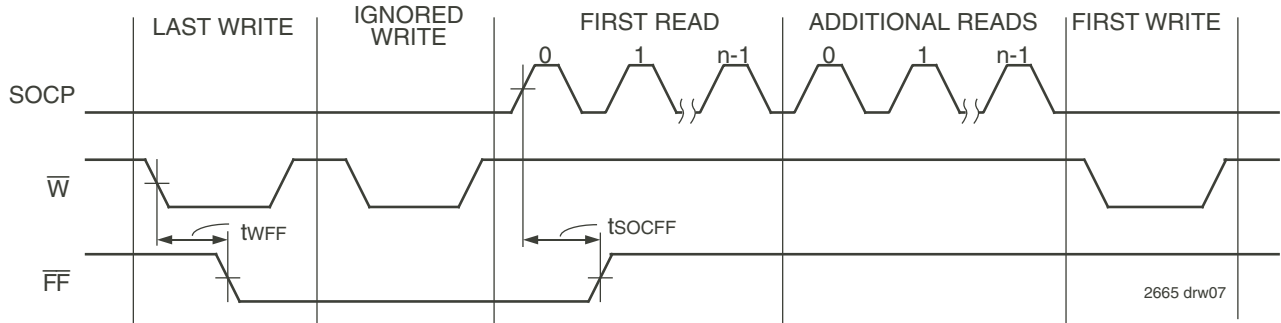 LAST WRITE
IGNORED
WRITE
FIRST READ
ADDITIONAL READS
FIRST WRITE
0 1 n-1 0 1 n-1
SOCP
W
tWFF
tSOCFF
FF
2665 drw07